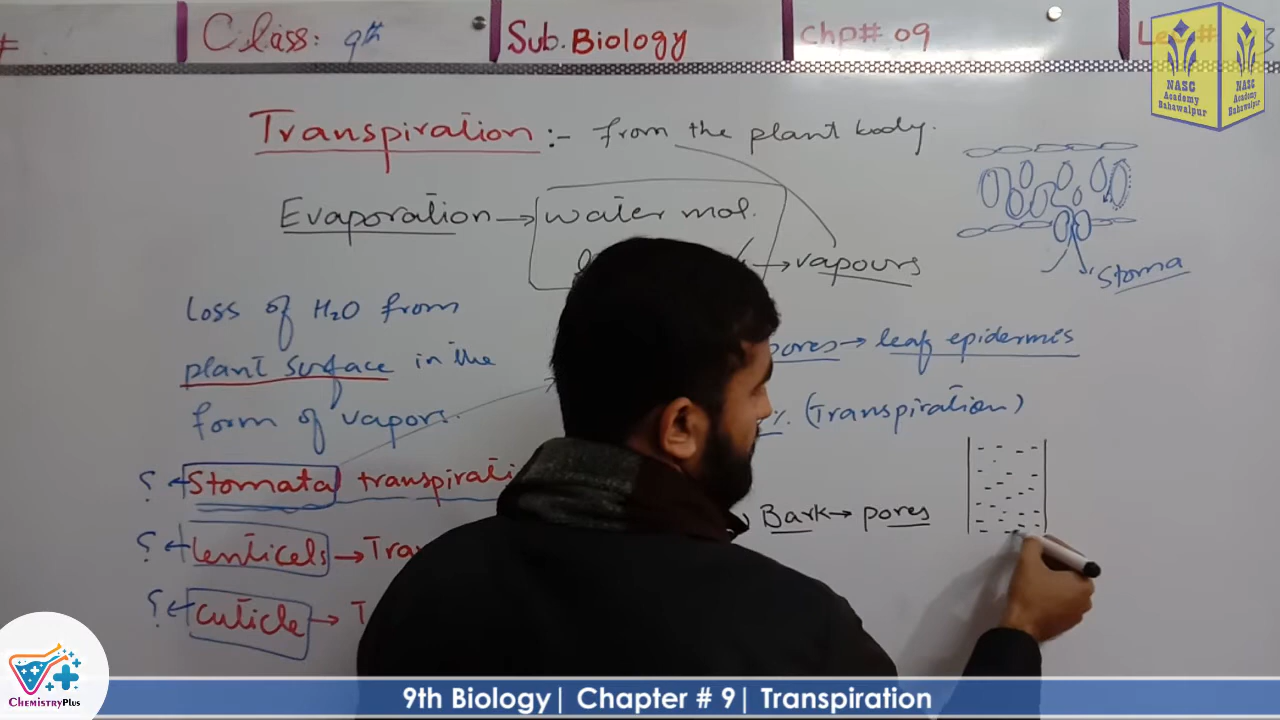 Class: 9th
Sub. Biology
Chp# 09
NASC
Academy
Bahawalpur
NASC
Academy
Bahawalpur
Transpiration :- from the plant body.
Evaporation → water mol.
→ vapours
Stoma
Loss of H2O from
plant surface in the
form of vapors.
pores → leaf epidermis
% (Transpiration)
? ← Stomata transpirati
Bark → pores
? ← Lenticels → Tra
? ← Cuticle → T
ChemistryPlus
9th Biology| Chapter # 9| Transpiration